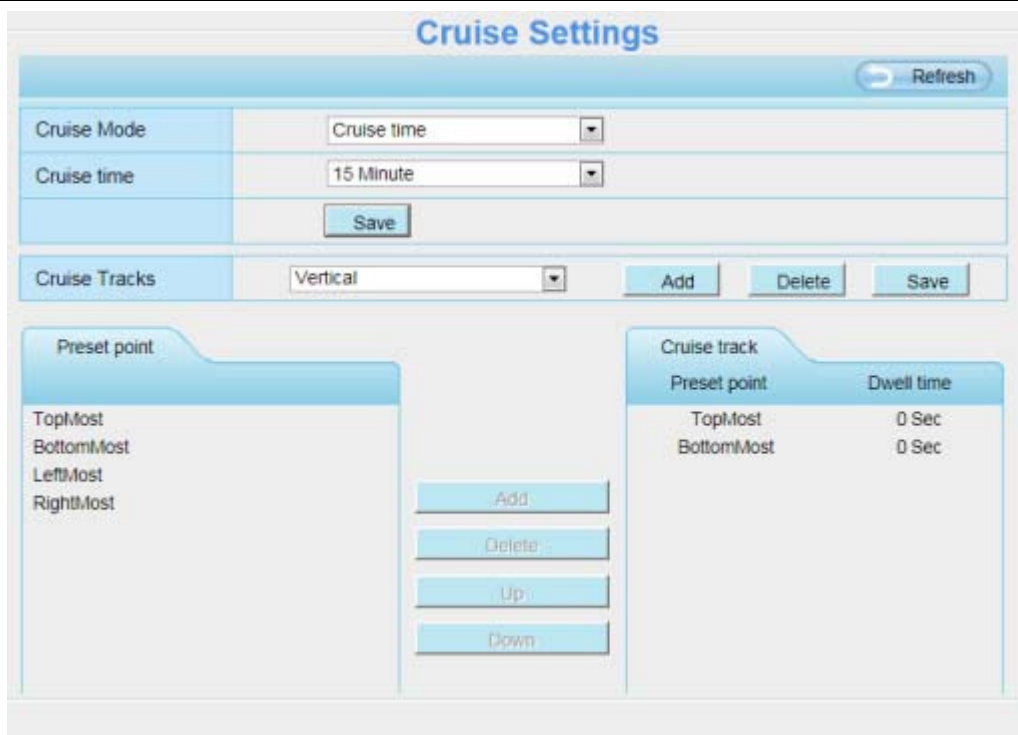 Cruise Settings
Refresh
Cruise Mode Cruise time
Cruise time 15 Minute
Save
Cruise Tracks Vertical Add Delete Save
Preset point Cruise track
Preset point Dwell time
TopMost TopMost 0 Sec
BottomMost BottomMost 0 Sec
LeftMost
RightMost
Add
Delete
Up
Down